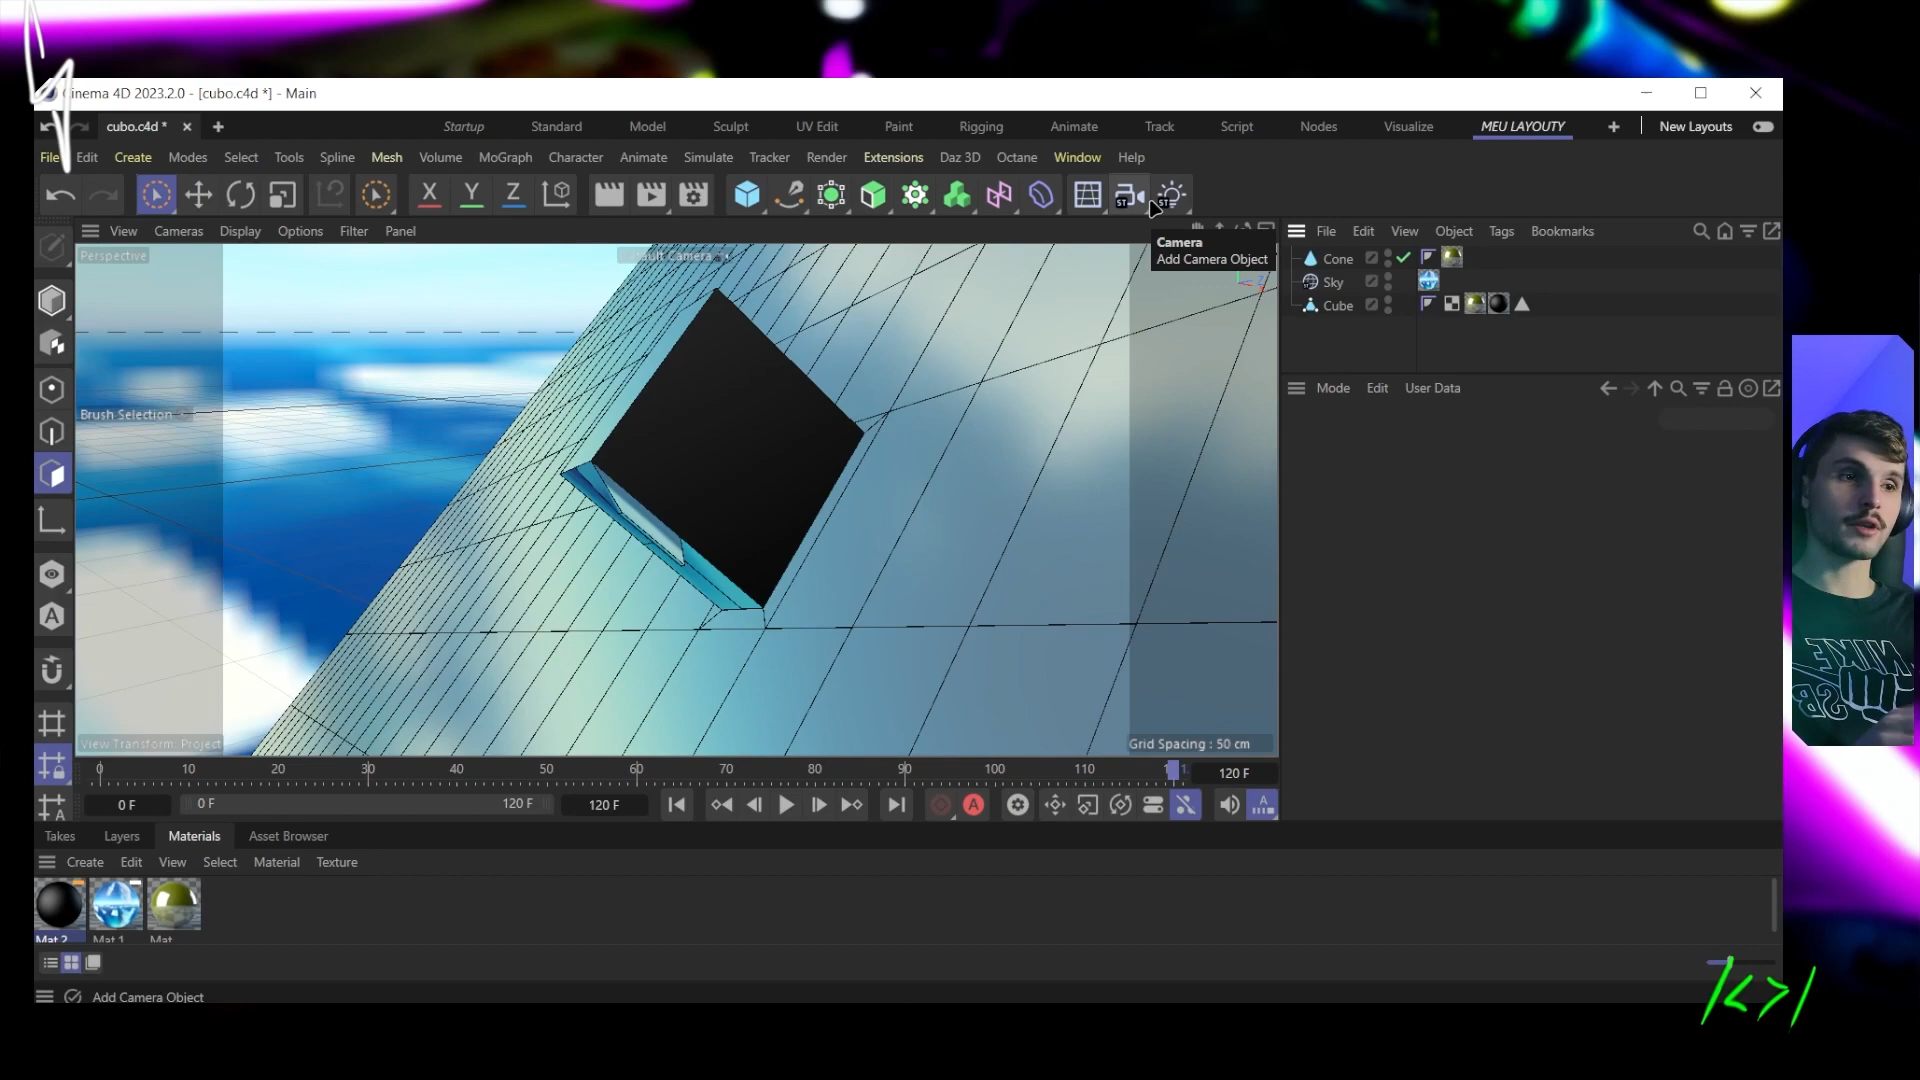 Cinema 4D 2023.2.0 - [cubo.c4d *] - Main
cubo.c4d *
Startup
Standard
Model
Sculpt
UV Edit
Paint
Rigging
Animate
Track
Script
Nodes
Visualize
MEU LAYOUTY
New Layouts
File
Edit
Create
Modes
Select
Tools
Spline
Mesh
Volume
MoGraph
Character
Animate
Simulate
Tracker
Render
Extensions
Daz 3D
Octane
Window
Help
X
Y
Z
ST
ST
View
Cameras
Display
Options
Filter
Panel
File
Edit
View
Object
Tags
Bookmarks
Perspective
Camera
Camera
Add Camera Object
Cone
Sky
Cube
Mode
Edit
User Data
Brush Selection
View Transform: Project
Grid Spacing : 50 cm
0 10 20 30 40 50 60 70 80 90 100 110
120 F
0 F
0 F
120 F
120 F
A
Takes
Layers
Materials
Asset Browser
Create
Edit
View
Select
Material
Texture
Mat 2
Mat 1
Mat
Add Camera Object
NIKE
SB